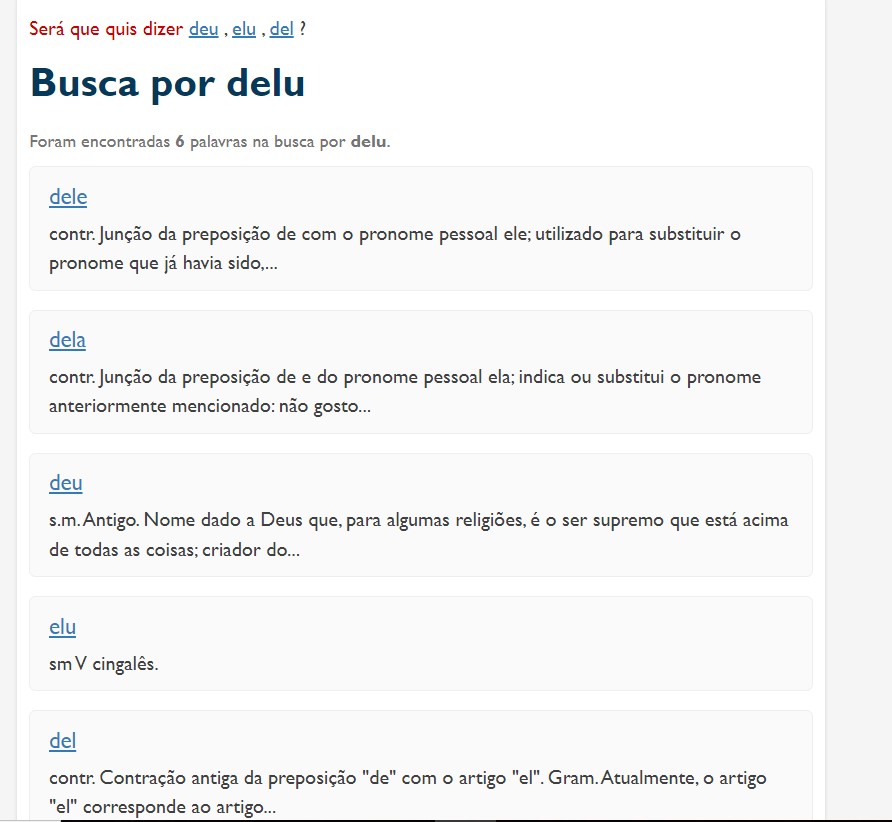 Será que quis dizer deu , elu , del ?
Busca por delu
Foram encontradas 6 palavras na busca por delu.
dele
contr. Junção da preposição de com o pronome pessoal ele; utilizado para substituir o
pronome que já havia sido,...
dela
contr. Junção da preposição de e do pronome pessoal ela; indica ou substitui o pronome
anteriormente mencionado: não gosto...
deu
s.m. Antigo. Nome dado a Deus que, para algumas religiões, é o ser supremo que está acima
de todas as coisas; criador do...
elu
sm V cingalês.
del
contr. Contração antiga da preposição "de" com o artigo "el". Gram. Atualmente, o artigo
"el" corresponde ao artigo...